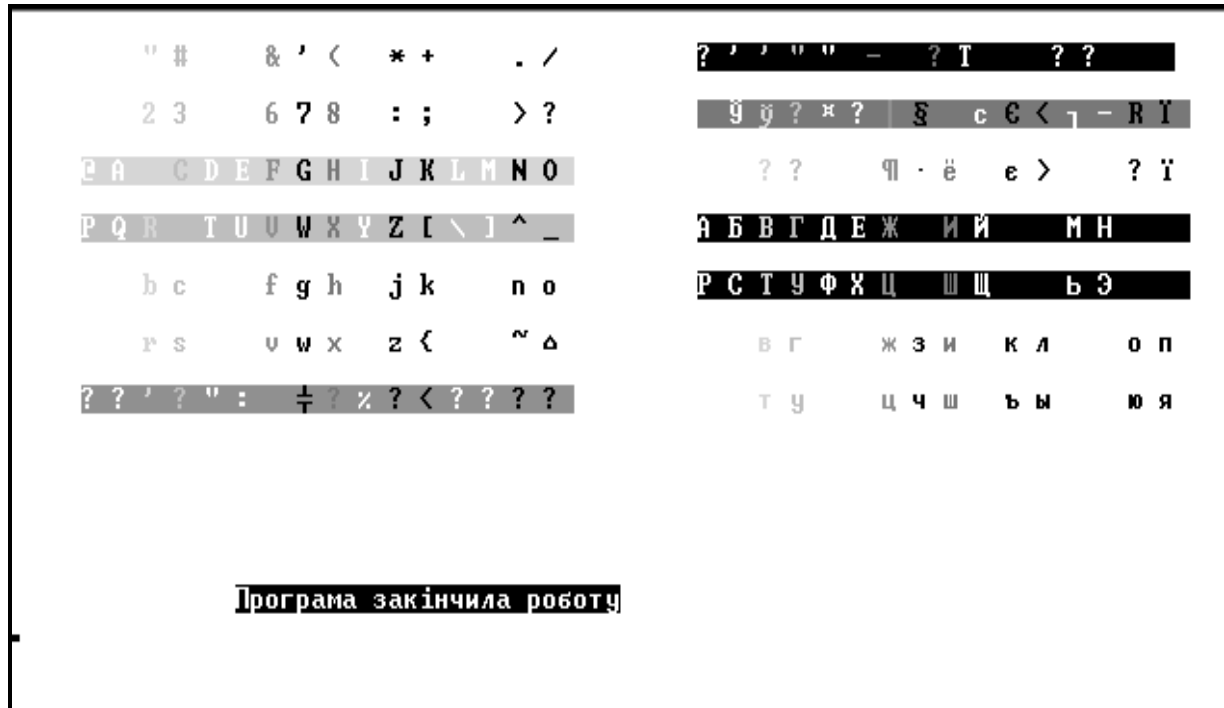 " # & ' ( * + . /
2 3 6 7 8 : ; > ?
@ A C D E F G H I J K L M N O
P Q R T U V W X Y Z [ \ ] ^ _
b c f g h j k n o
r s v w x z { ~ ⌂
? ? ' ? " : ╪ ? % ? < ? ? ? ?
? ' ' " " – ? T ? ?
Ў ў ? ¤ ? ¦ § c Є < ┐ – R Ї
? ? ¶ · ё є > ? ї
А Б В Г Д Е Ж И Й М Н
Р С Т У Ф Х Ц Ш Щ Ь Э
в г ж з и к л о п
т у ц ч ш ъ ы ю я
Програма закінчила роботу